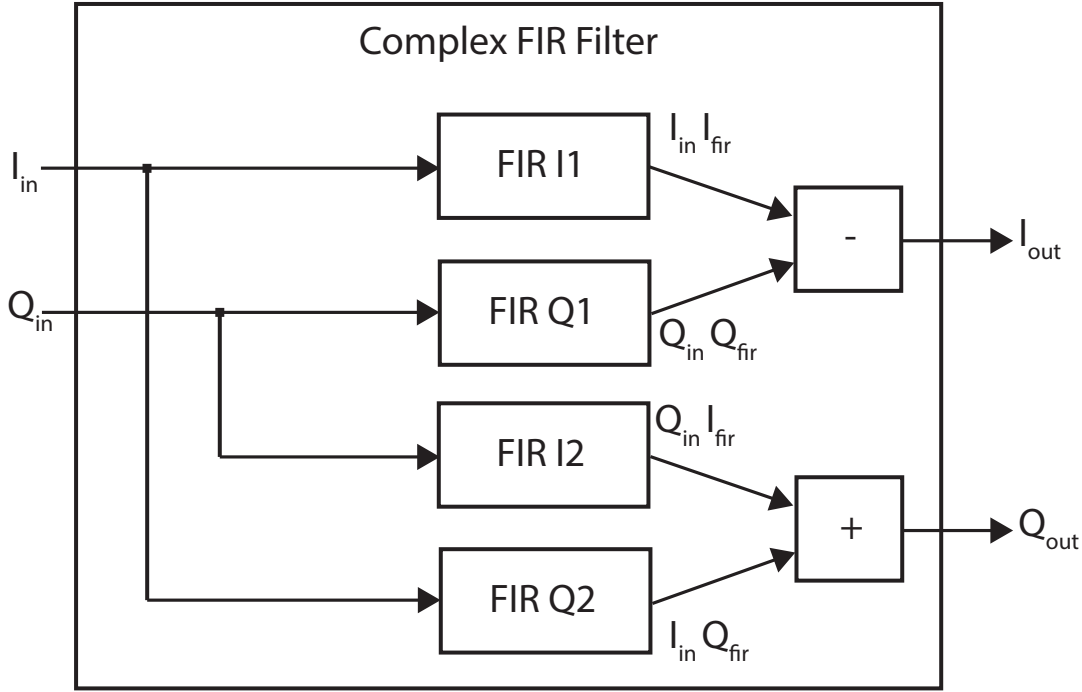 Complex FIR Filter
I_in
FIR I1
I_in I_fir
-
I_out
Q_in
FIR Q1
Q_in Q_fir
FIR I2
Q_in I_fir
+
Q_out
FIR Q2
I_in Q_fir